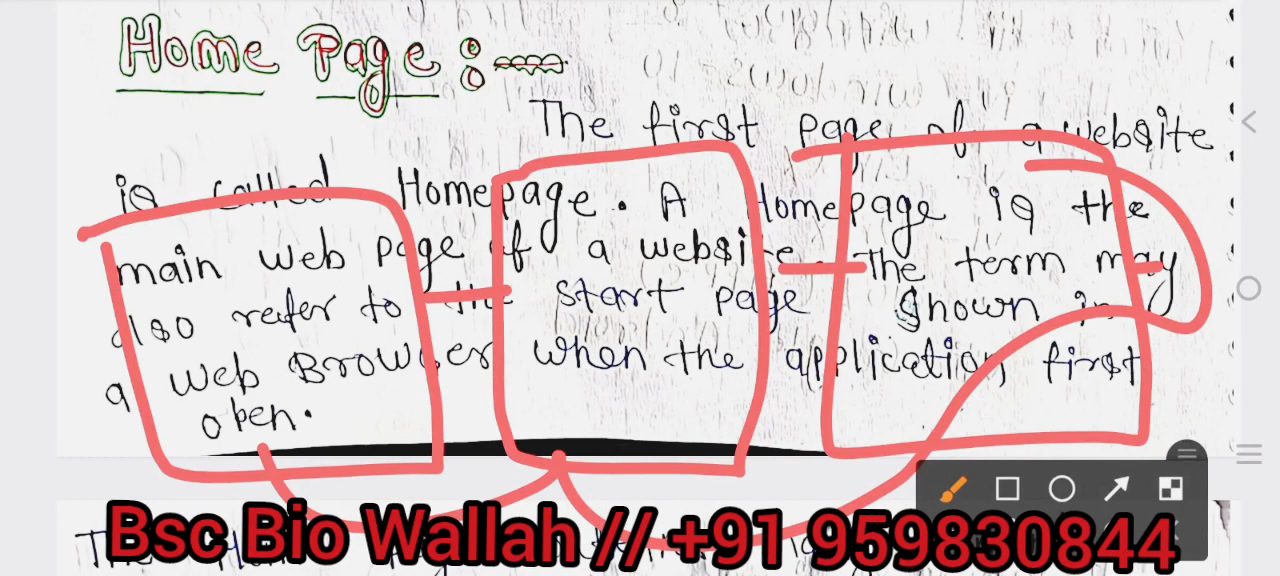 Home Page :-
The first page of a website
is called Homepage. A Homepage is the
main web page of a website. The term may
also refer to the start page shown in
a web Browser when the application first
open.
Bsc Bio Wallah // +91 959830844